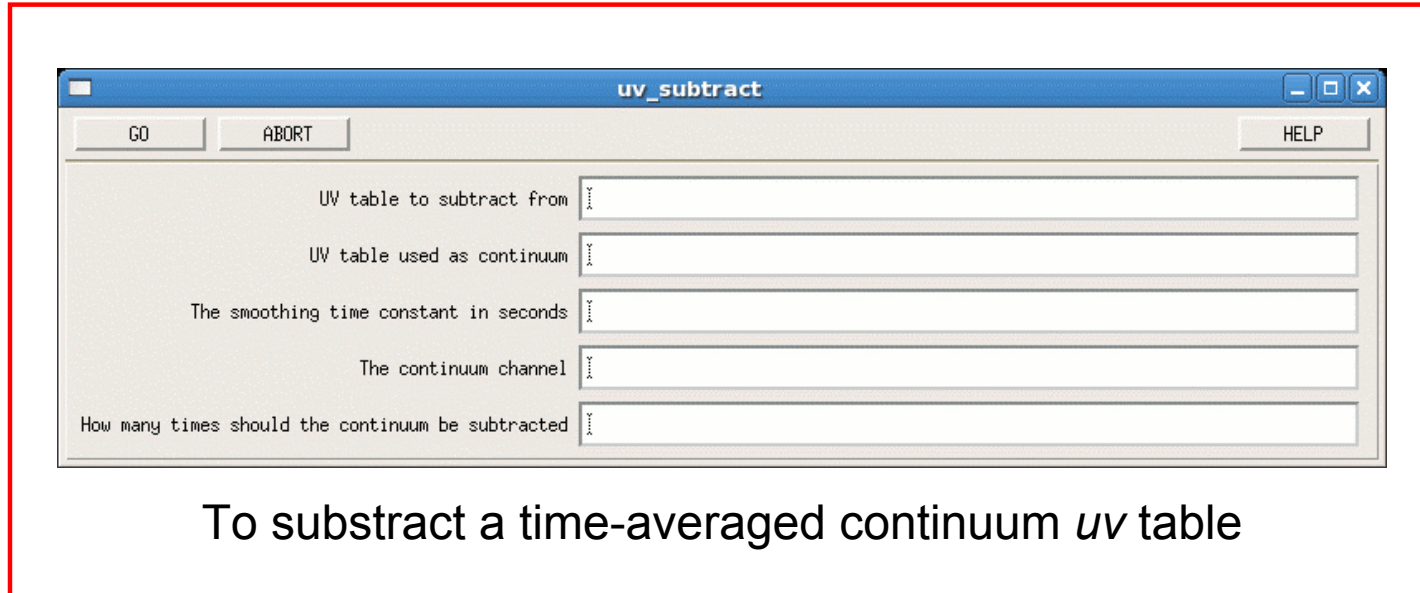 uv_subtract
GO ABORT HELP
UV table to subtract from
UV table used as continuum
The smoothing time constant in seconds
The continuum channel
How many times should the continuum be subtracted
To substract a time-averaged continuum uv table